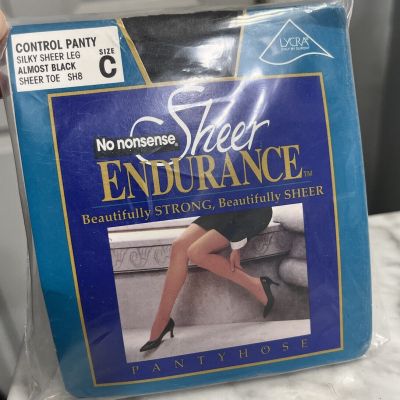 CONTROL PANTY
SILKY SHEER LEG
ALMOST BLACK
SHEER TOE SH8
SIZE
C
LYCRA®
No nonsense®
Sheer
ENDURANCE™
Beautifully STRONG, Beautifully SHEER
PANTYHOSE